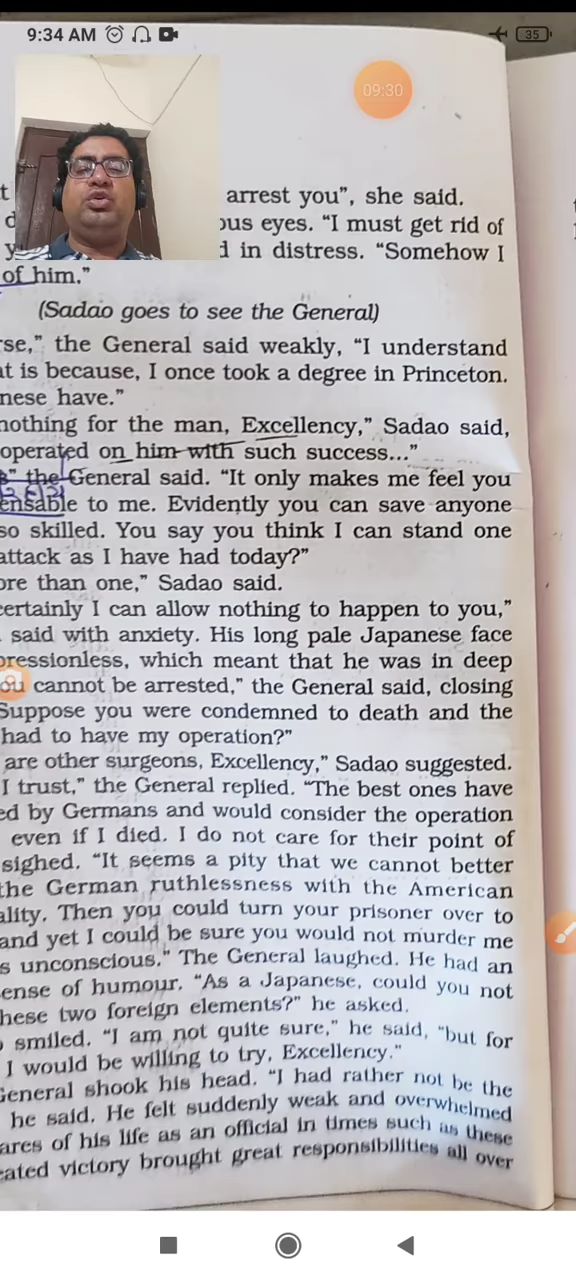 9:34 AM
35
09:30
t arrest you”, she said.
ous eyes. “I must get rid of
d in distress. “Somehow I
of him.”
(Sadao goes to see the General)
se,” the General said weakly, “I understand
at is because, I once took a degree in Princeton.
nese have.”
nothing for the man, Excellency,” Sadao said,
operated on him with such success...”
the General said. “It only makes me feel you
ensable to me. Evidently you can save anyone
so skilled. You say you think I can stand one
attack as I have had today?”
ore than one,” Sadao said.
certainly I can allow nothing to happen to you,”
said with anxiety. His long pale Japanese face
pressionless, which meant that he was in deep
ou cannot be arrested,” the General said, closing
Suppose you were condemned to death and the
had to have my operation?”
are other surgeons, Excellency,” Sadao suggested.
I trust,” the General replied. “The best ones have
ed by Germans and would consider the operation
even if I died. I do not care for their point of
sighed. “It seems a pity that we cannot better
the German ruthlessness with the American
ality. Then you could turn your prisoner over to
and yet I could be sure you would not murder me
s unconscious.” The General laughed. He had an
ense of humour. “As a Japanese, could you not
hese two foreign elements?” he asked.
smiled. “I am not quite sure,” he said, “but for
I would be willing to try, Excellency.”
General shook his head. “I had rather not be the
he said. He felt suddenly weak and overwhelmed
ares of his life as an official in times such as these
eated victory brought great responsibilities all over